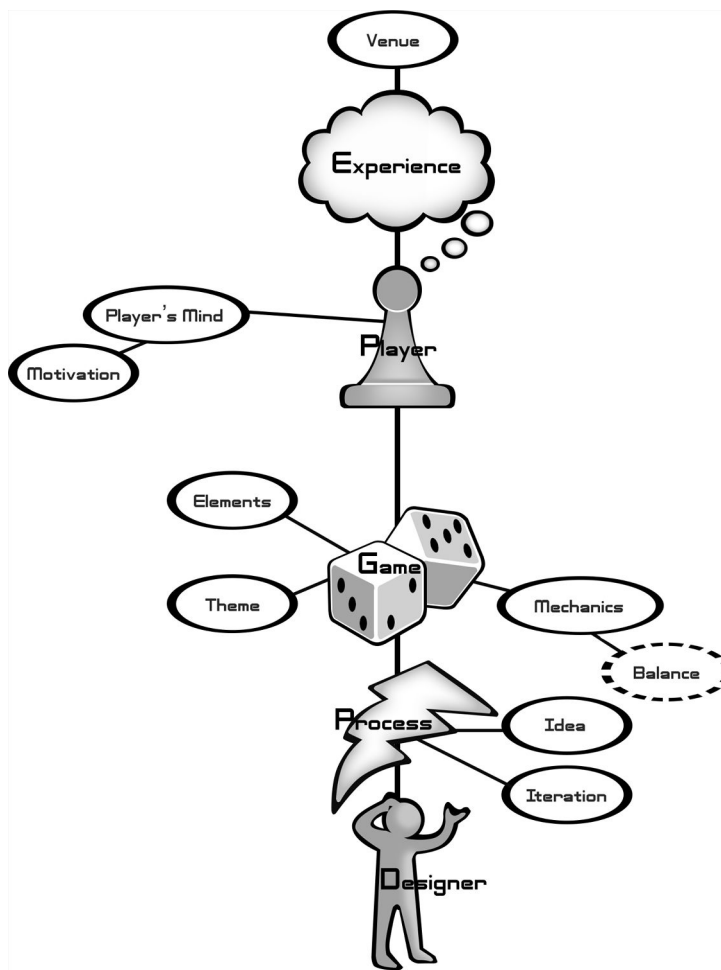 Venue
Experience
Player's Mind
Player
Motivation
Elements
Game
Theme
Mechanics
Balance
Process
Idea
Iteration
Designer